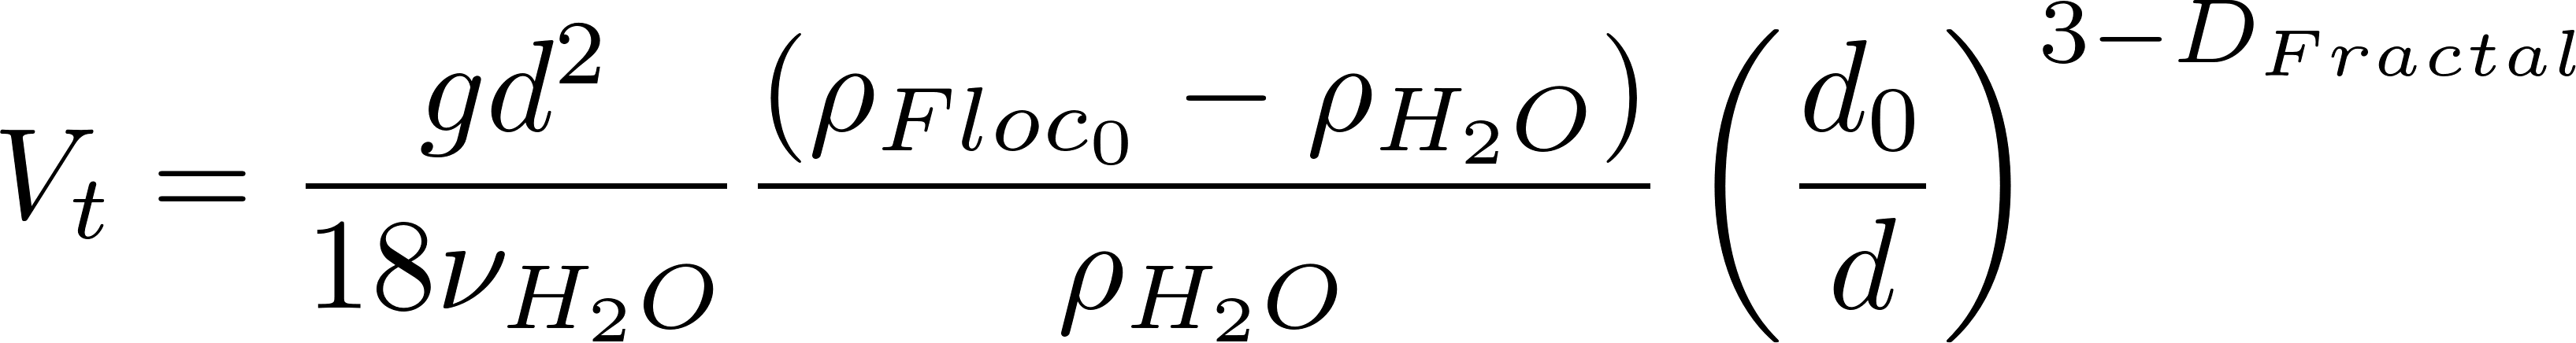 V_t = \frac{gd^2}{18\nu_{H_2O}} \frac{(\rho_{Floc_0} - \rho_{H_2O})}{\rho_{H_2O}} \left(\frac{d_0}{d}\right)^{3-D_{Fractal}}